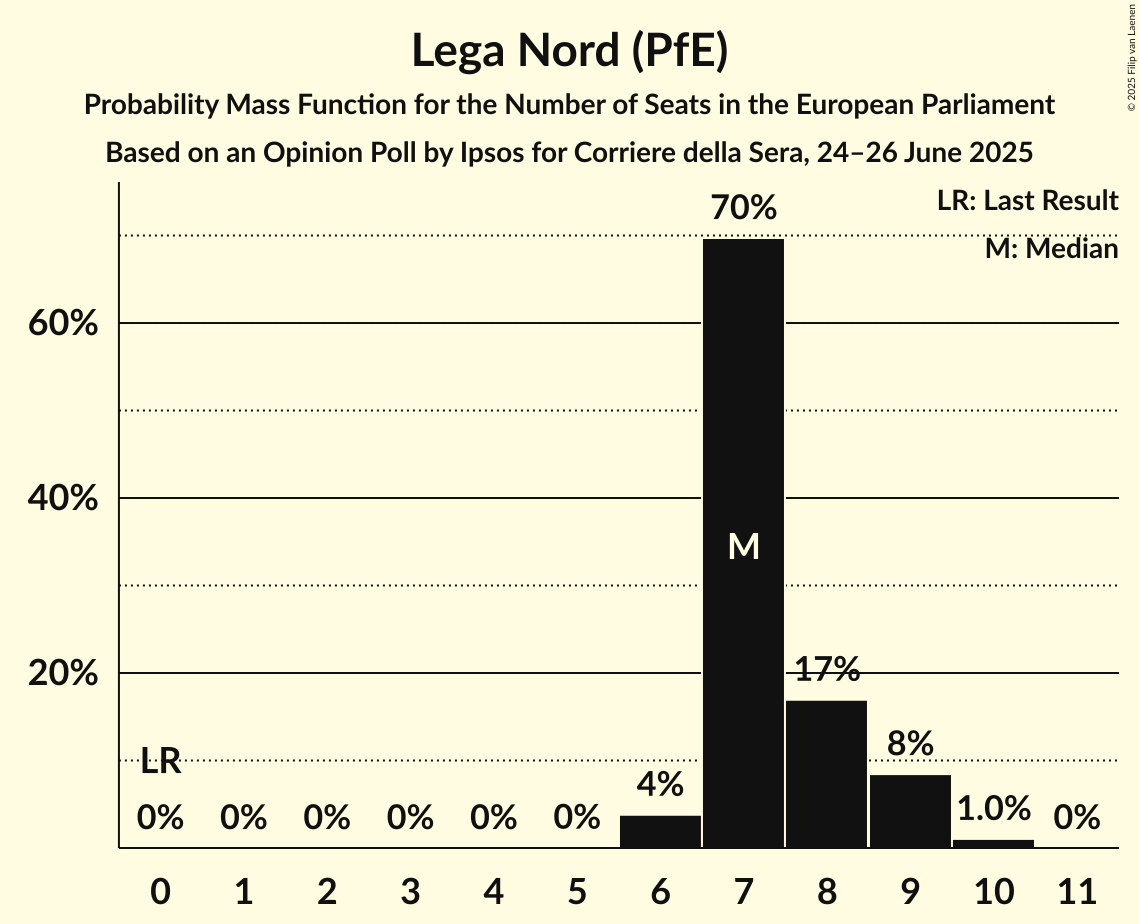 Lega Nord (PfE)
Probability Mass Function for the Number of Seats in the European Parliament
Based on an Opinion Poll by Ipsos for Corriere della Sera, 24–26 June 2025
© 2025 Filip van Laenen
LR: Last Result
M: Median
70%
60%
40%
M
20%
17%
LR
8%
4%
0% 0% 0% 0% 0% 0% 1.0% 0%
0 1 2 3 4 5 6 7 8 9 10 11